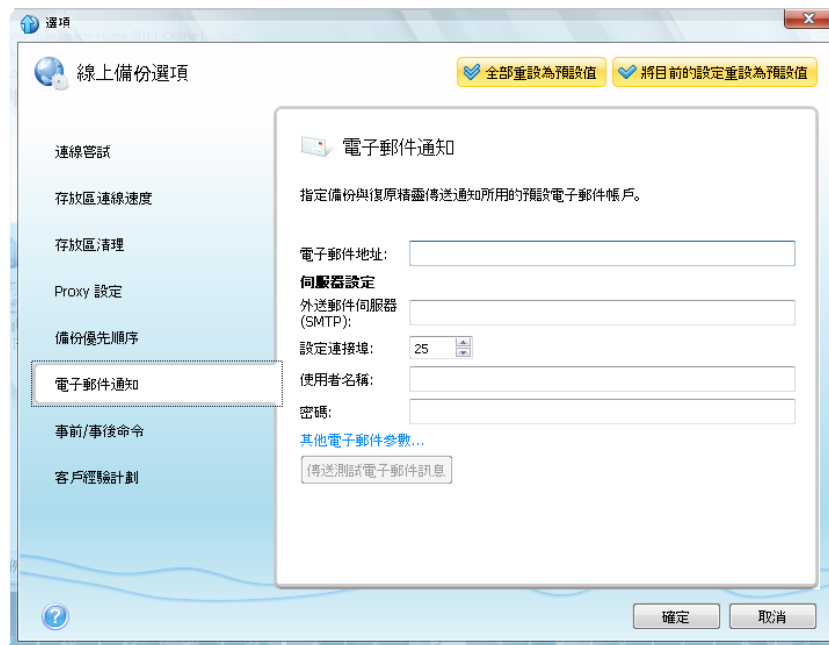 選項
線上備份選項
全部重設為預設值
將目前的設定重設為預設值
連線嘗試
存放區連線速度
存放區清理
Proxy 設定
備份優先順序
電子郵件通知
事前/事後命令
客戶經驗計劃
電子郵件通知
指定備份與復原精靈傳送通知所用的預設電子郵件帳戶。
電子郵件地址:
伺服器設定
外送郵件伺服器
(SMTP):
設定連接埠:
25
使用者名稱:
密碼:
其他電子郵件參數...
傳送測試電子郵件訊息
確定
取消